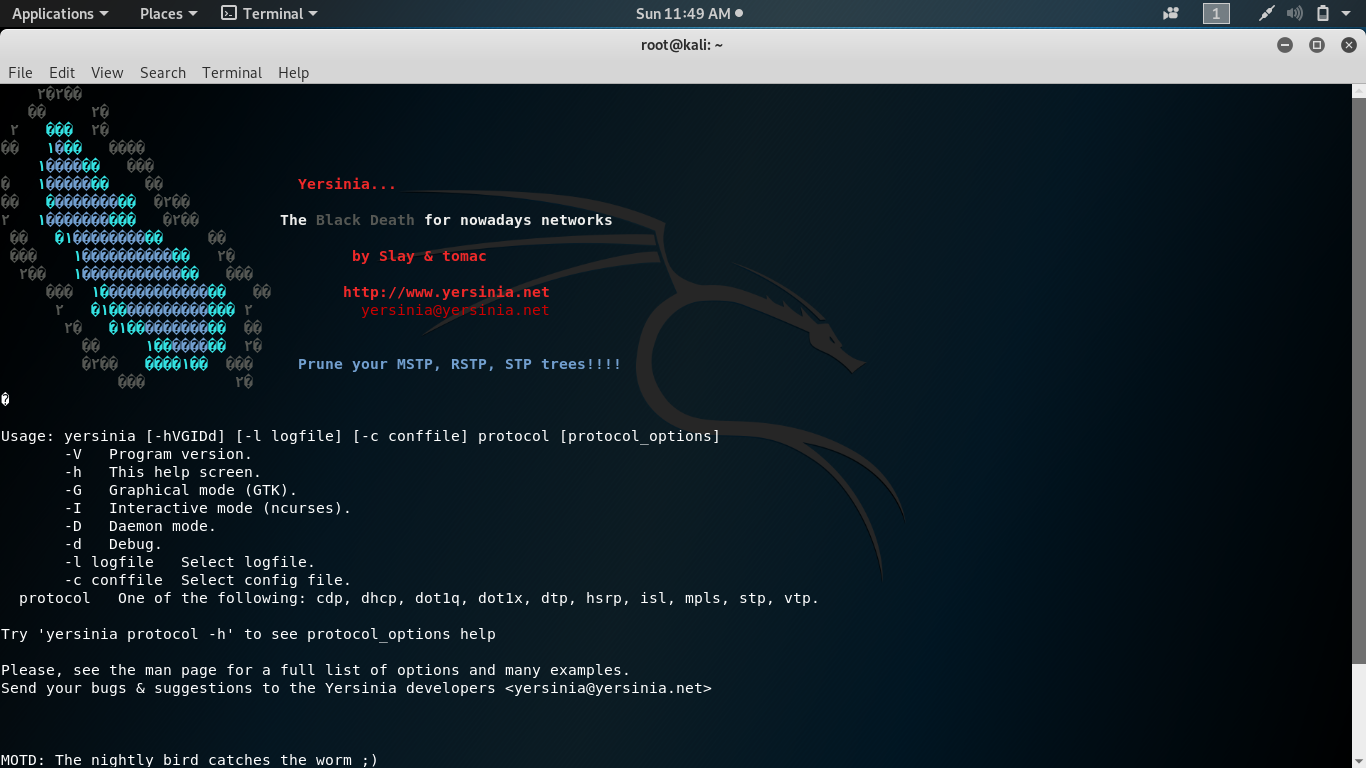 Applications Places Terminal Sun 11:49 AM 1
root@kali: ~
File Edit View Search Terminal Help
Yersinia...
The Black Death for nowadays networks
by Slay & tomac
http://www.yersinia.net
yersinia@yersinia.net
Prune your MSTP, RSTP, STP trees!!!!
Usage: yersinia [-hVGIDd] [-l logfile] [-c conffile] protocol [protocol_options]
-V Program version.
-h This help screen.
-G Graphical mode (GTK).
-I Interactive mode (ncurses).
-D Daemon mode.
-d Debug.
-l logfile Select logfile.
-c conffile Select config file.
protocol One of the following: cdp, dhcp, dot1q, dot1x, dtp, hsrp, isl, mpls, stp, vtp.
Try 'yersinia protocol -h' to see protocol_options help
Please, see the man page for a full list of options and many examples.
Send your bugs & suggestions to the Yersinia developers <yersinia@yersinia.net>
MOTD: The nightly bird catches the worm ;)